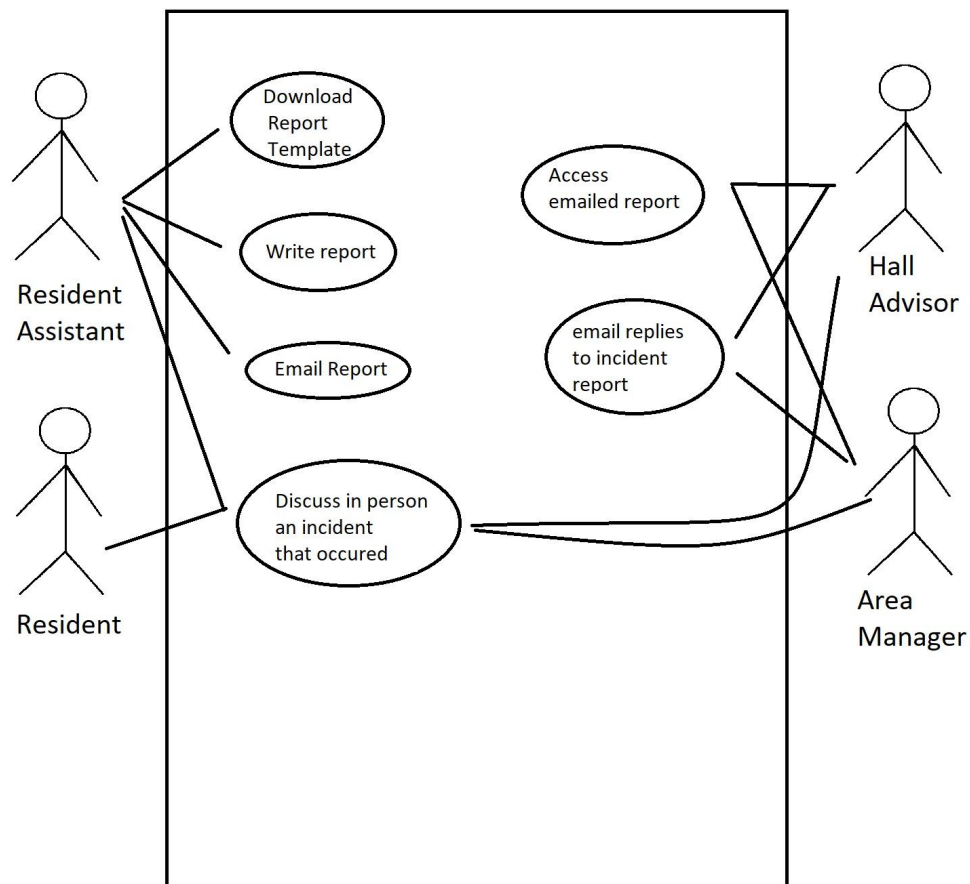 Download
Report
Template
Access
emailed report
Write report
Hall
Advisor
Resident
Assistant
email replies
to incident
report
Email Report
Discuss in person
an incident
that occured
Resident
Area
Manager